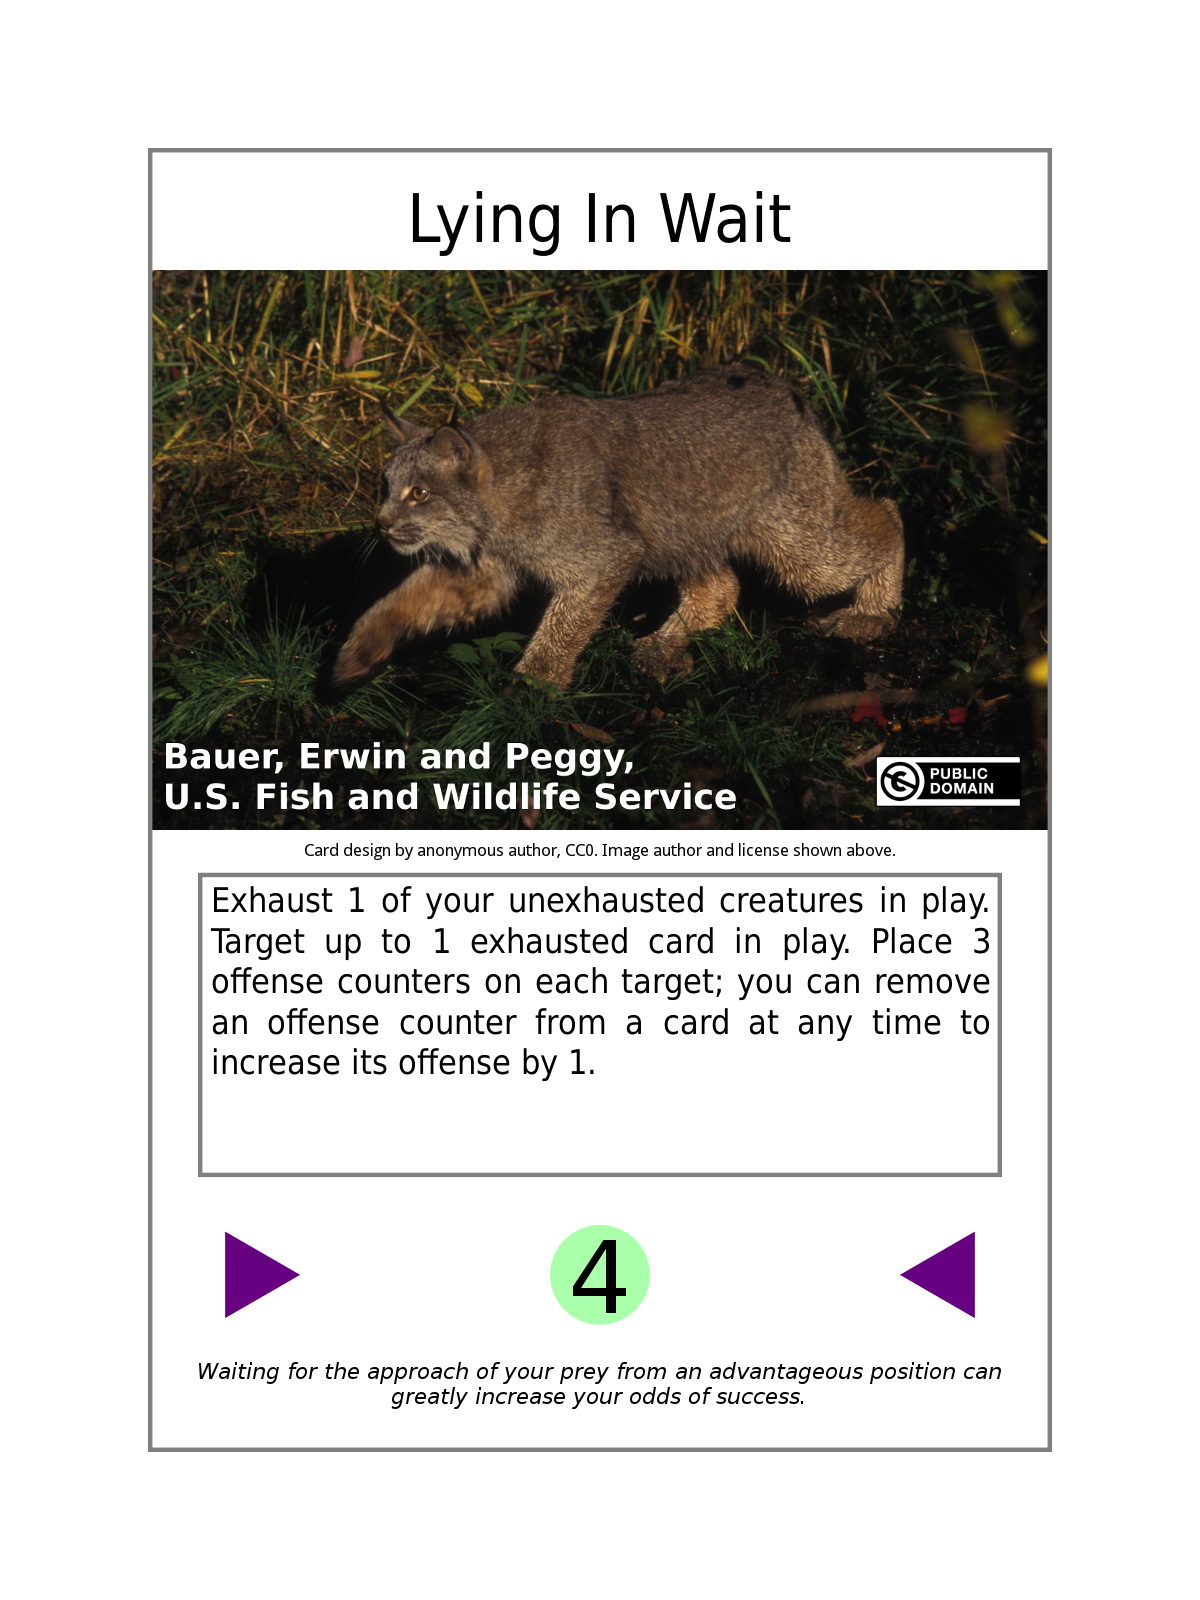 Lying In Wait
Bauer, Erwin and Peggy,
U.S. Fish and Wildlife Service
PUBLIC
DOMAIN
Card design by anonymous author, CC0. Image author and license shown above.
Exhaust 1 of your unexhausted creatures in play.
Target up to 1 exhausted card in play. Place 3
offense counters on each target; you can remove
an offense counter from a card at any time to
increase its offense by 1.
4
Waiting for the approach of your prey from an advantageous position can
greatly increase your odds of success.